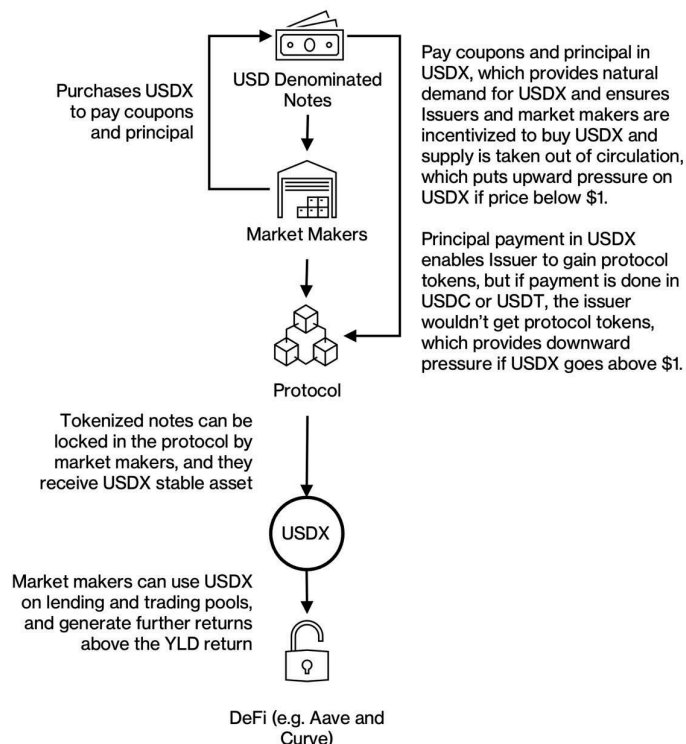 USD Denominated
Notes
Purchases USDX
to pay coupons
and principal
Pay coupons and principal in
USDX, which provides natural
demand for USDX and ensures
Issuers and market makers are
incentivized to buy USDX and
supply is taken out of circulation,
which puts upward pressure on
USDX if price below $1.
Market Makers
Principal payment in USDX
enables Issuer to gain protocol
tokens, but if payment is done in
USDC or USDT, the issuer
wouldn't get protocol tokens,
which provides downward
pressure if USDX goes above $1.
Protocol
Tokenized notes can be
locked in the protocol by
market makers, and they
receive USDX stable asset
USDX
Market makers can use USDX
on lending and trading pools,
and generate further returns
above the YLD return
DeFi (e.g. Aave and
Curve)